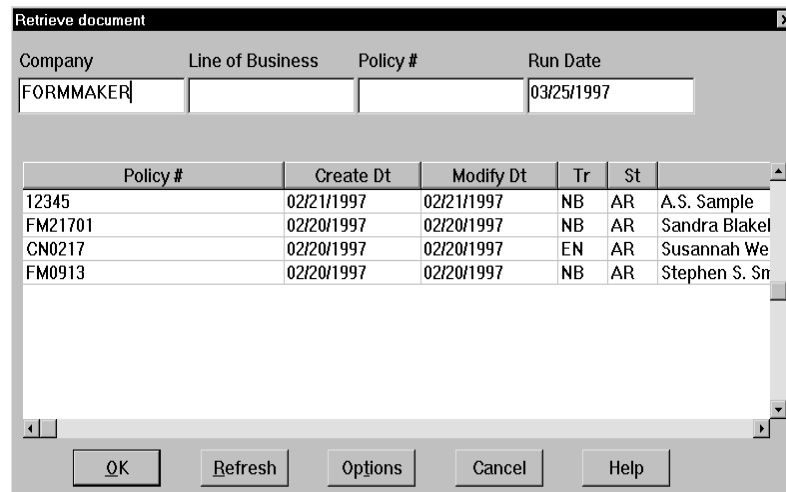 Retrieve document
Company Line of Business Policy # Run Date
FORMMAKER 03/25/1997
Policy # Create Dt Modify Dt Tr St
12345 02/21/1997 02/21/1997 NB AR A.S. Sample
FM21701 02/20/1997 02/20/1997 NB AR Sandra Blakel
CN0217 02/20/1997 02/20/1997 EN AR Susannah We
FM0913 02/20/1997 02/20/1997 NB AR Stephen S. Sm
OK Refresh Options Cancel Help